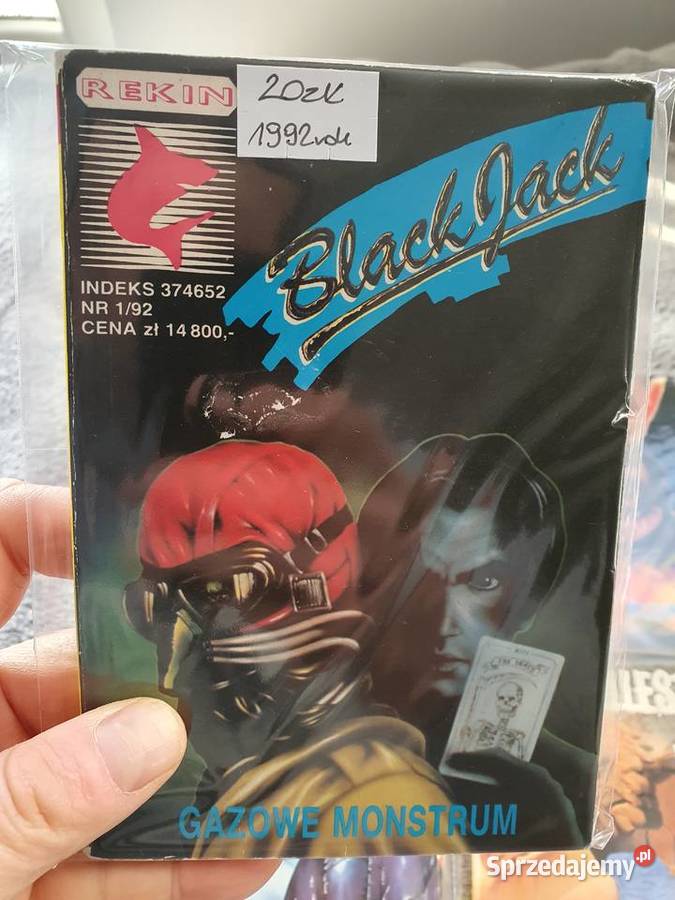 REKIN
20zł
1992rok
Black Jack
INDEKS 374652
NR 1/92
CENA zł 14 800,-
GAZOWE MONSTRUM
Sprzedajemy.pl